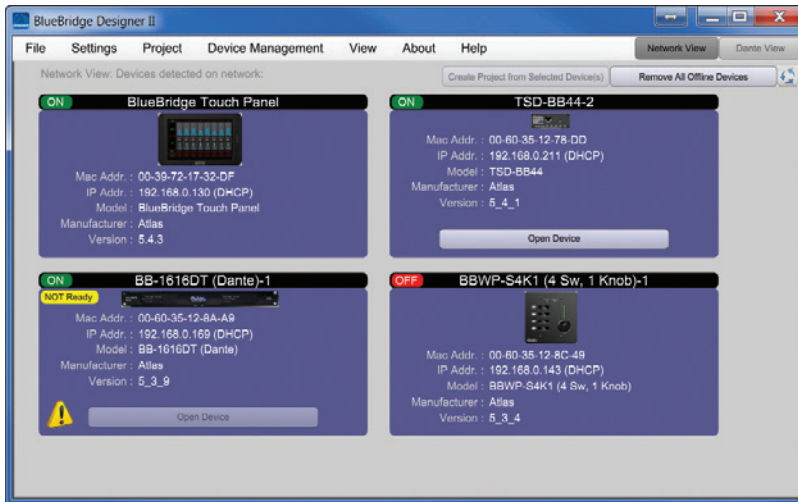 BlueBridge Designer II
File Settings Project Device Management View About Help Network View Dante View
Network View: Devices detected on network: Create Project from Selected Device(s) Remove All Offline Devices
ON BlueBridge Touch Panel
Mac Addr. : 00-39-72-17-32-DF
IP Addr. : 192.168.0.130 (DHCP)
Model : BlueBridge Touch Panel
Manufacturer : Atlas
Version : 5.4.3
ON TSD-BB44-2
Mac Addr. : 00-60-35-12-78-DD
IP Addr. : 192.168.0.211 (DHCP)
Model : TSD-BB44
Manufacturer : Atlas
Version : 5_4_1
Open Device
ON BB-1616DT (Dante)-1
NOT Ready
Mac Addr. : 00-60-35-12-8A-A9
IP Addr. : 192.168.0.169 (DHCP)
Model : BB-1616DT (Dante)
Manufacturer : Atlas
Version : 5_3_9
Open Device
OFF BBWP-S4K1 (4 Sw, 1 Knob)-1
Mac Addr. : 00-60-35-12-8C-49
IP Addr. : 192.168.0.143 (DHCP)
Model : BBWP-S4K1 (4 Sw, 1 Knob)
Manufacturer : Atlas
Version : 5_3_4